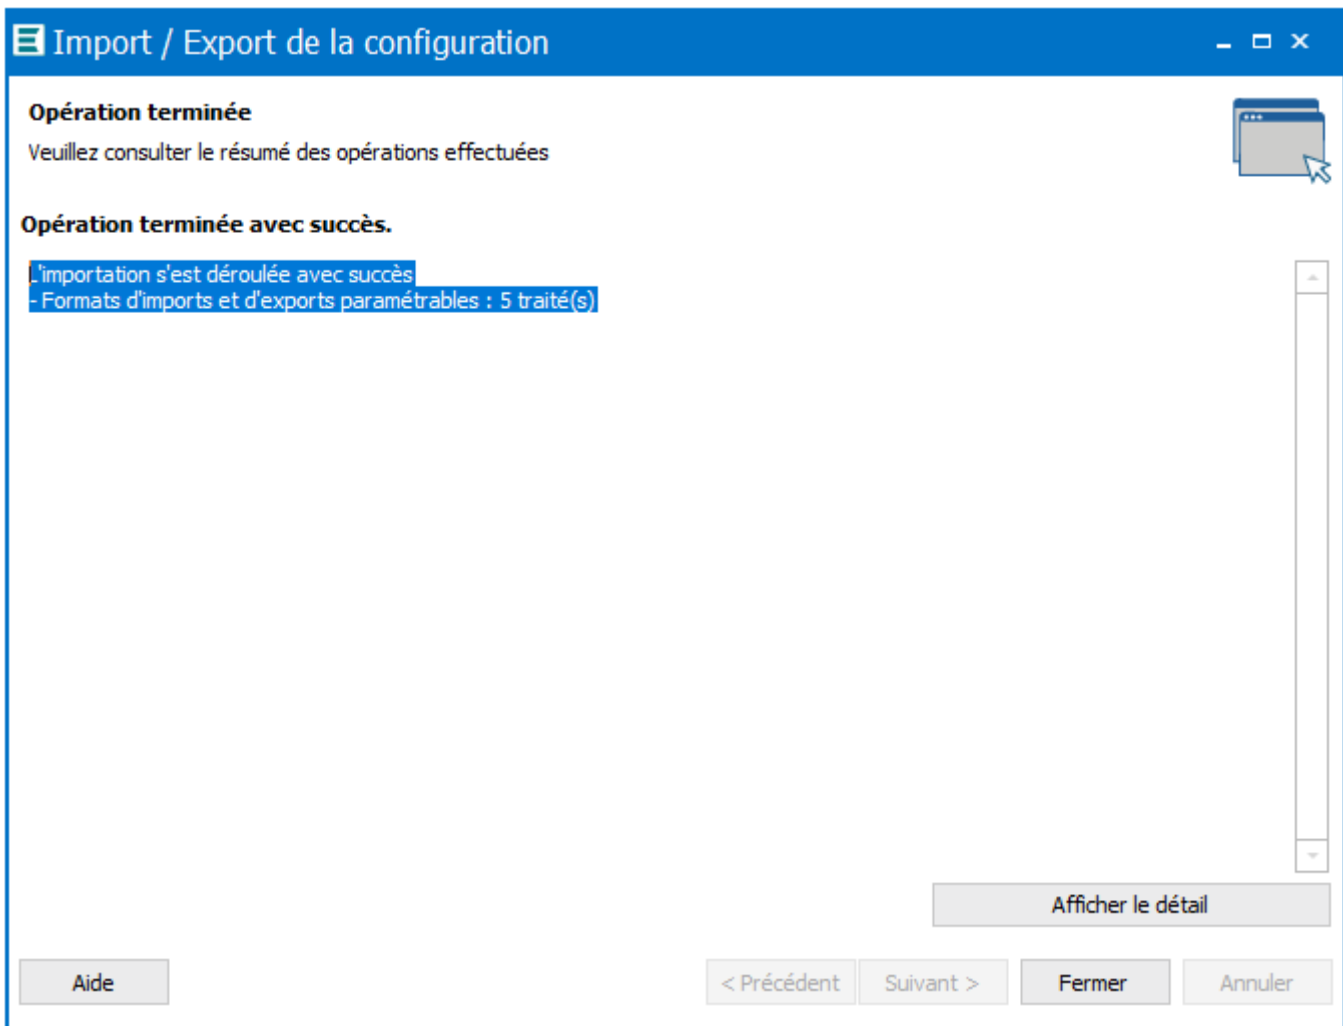 Import / Export de la configuration
Opération terminée
Veuillez consulter le résumé des opérations effectuées
Opération terminée avec succès.
L'importation s'est déroulée avec succès
- Formats d'imports et d'exports paramétrables : 5 traité(s)
Afficher le détail
Aide
< Précédent
Suivant >
Fermer
Annuler